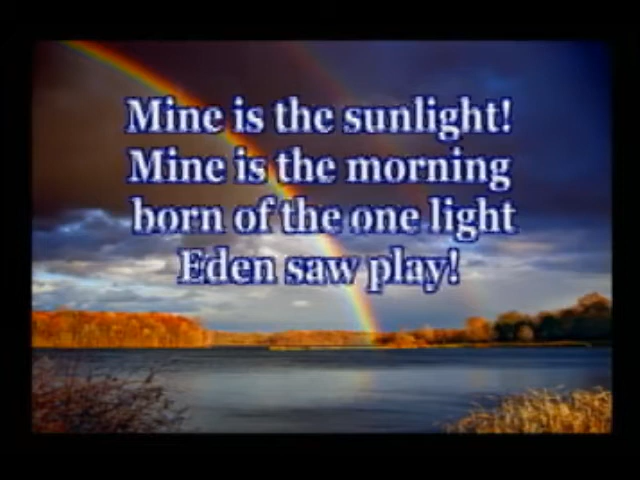 Mine is the sunlight!
Mine is the morning
born of the one light
Eden saw play!